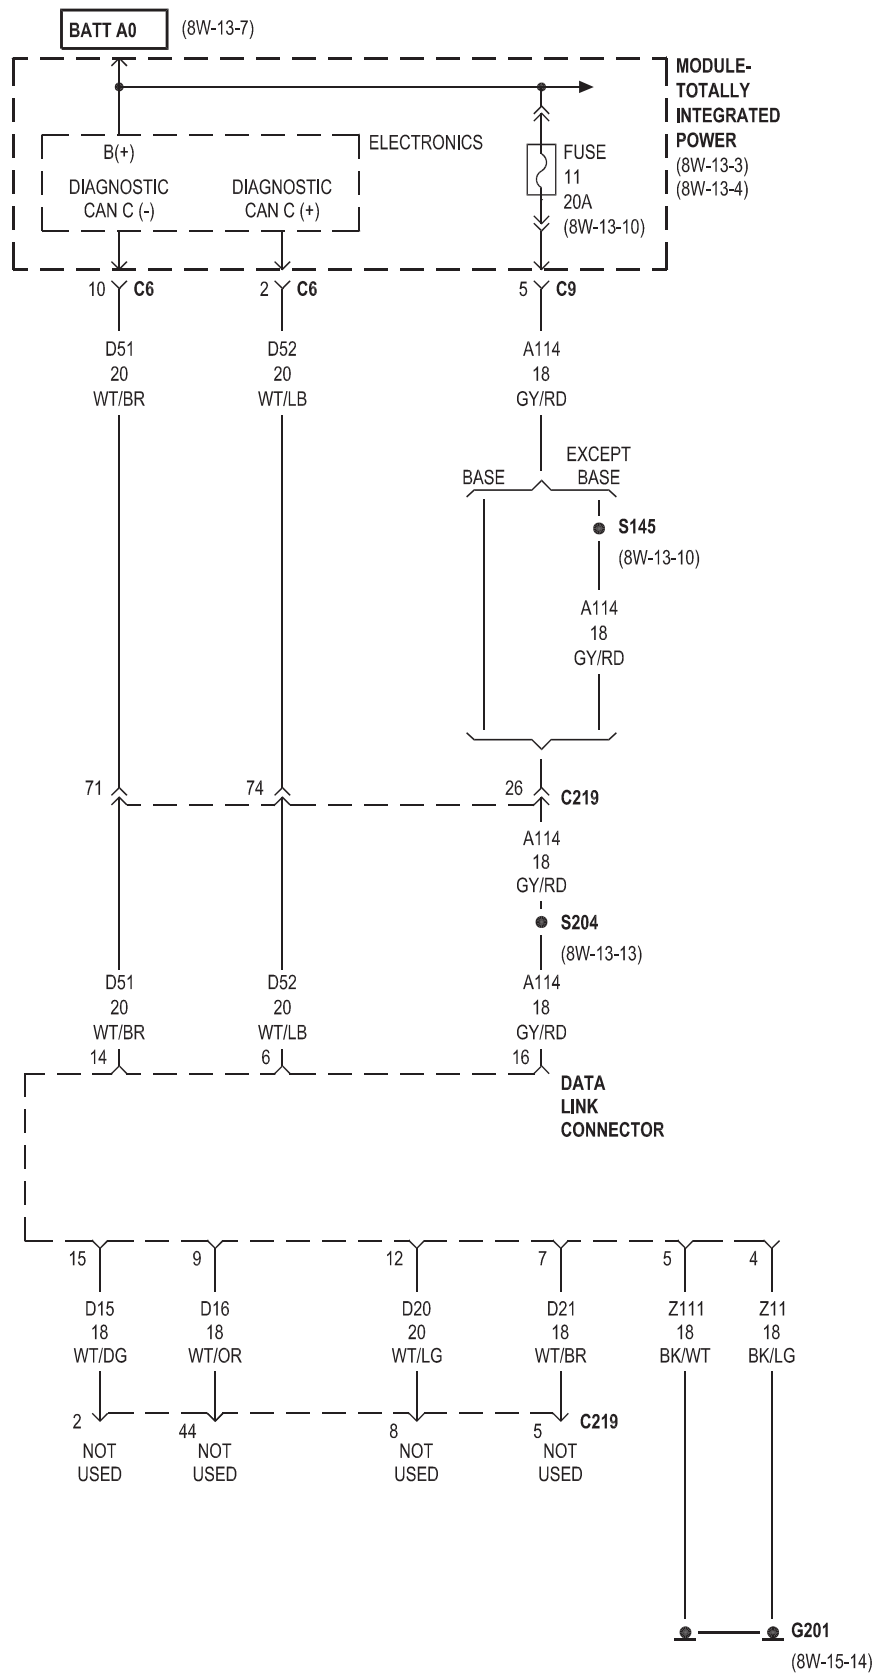 BATT A0 (8W-13-7)
MODULE-
TOTALLY
INTEGRATED
POWER
(8W-13-3)
(8W-13-4)
ELECTRONICS
B(+)
DIAGNOSTIC
CAN C (-)
DIAGNOSTIC
CAN C (+)
FUSE
11
20A
(8W-13-10)
10 C6 2 C6 5 C9
D51 D52 A114
20 20 18
WT/BR WT/LB GY/RD
BASE EXCEPT
BASE
S145
(8W-13-10)
A114
18
GY/RD
71 74 26 C219
A114
18
GY/RD
S204
(8W-13-13)
D51 D52 A114
20 20 18
WT/BR WT/LB GY/RD
14 6 16
DATA
LINK
CONNECTOR
15 9 12 7 5 4
D15 D16 D20 D21 Z111 Z11
18 18 20 18 18 18
WT/DG WT/OR WT/LG WT/BR BK/WT BK/LG
2 44 8 5 C219
NOT NOT NOT NOT
USED USED USED USED
G201
(8W-15-14)